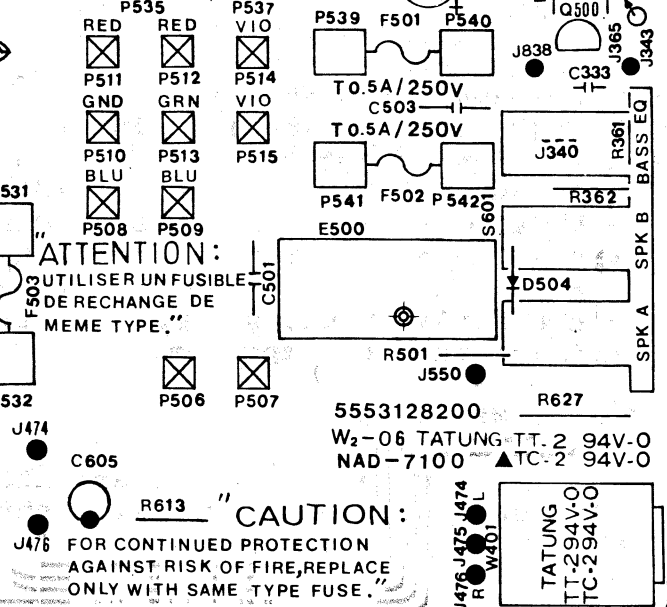 P535 P537
RED RED VIO
P511 P512 P514
GND GRN VIO
P510 P513 P515
BLU BLU
P508 P509
P539 F501 P540
T0.5A/250V
C503
T0.5A/250V
P541 F502 P542
Q500
J838
J365
J343
C333
BASS EQ
R361
J340
R362
S601
SPK B
SPK A
531
F503
532
"ATTENTION:
UTILISER UN FUSIBLE
DE RECHANGE DE
MEME TYPE."
C501
E500
D504
R501
J550
P506 P507
5553128200
R627
W2-06 TATUNG TT-2 94V-0
NAD-7100 ▲TC-2 94V-0
J474
C605
J476
R613
"CAUTION:
FOR CONTINUED PROTECTION
AGAINST RISK OF FIRE,REPLACE
ONLY WITH SAME TYPE FUSE."
J474
L
J475
W401
J476
R
TATUNG
TT-294V-0
TC-294V-0